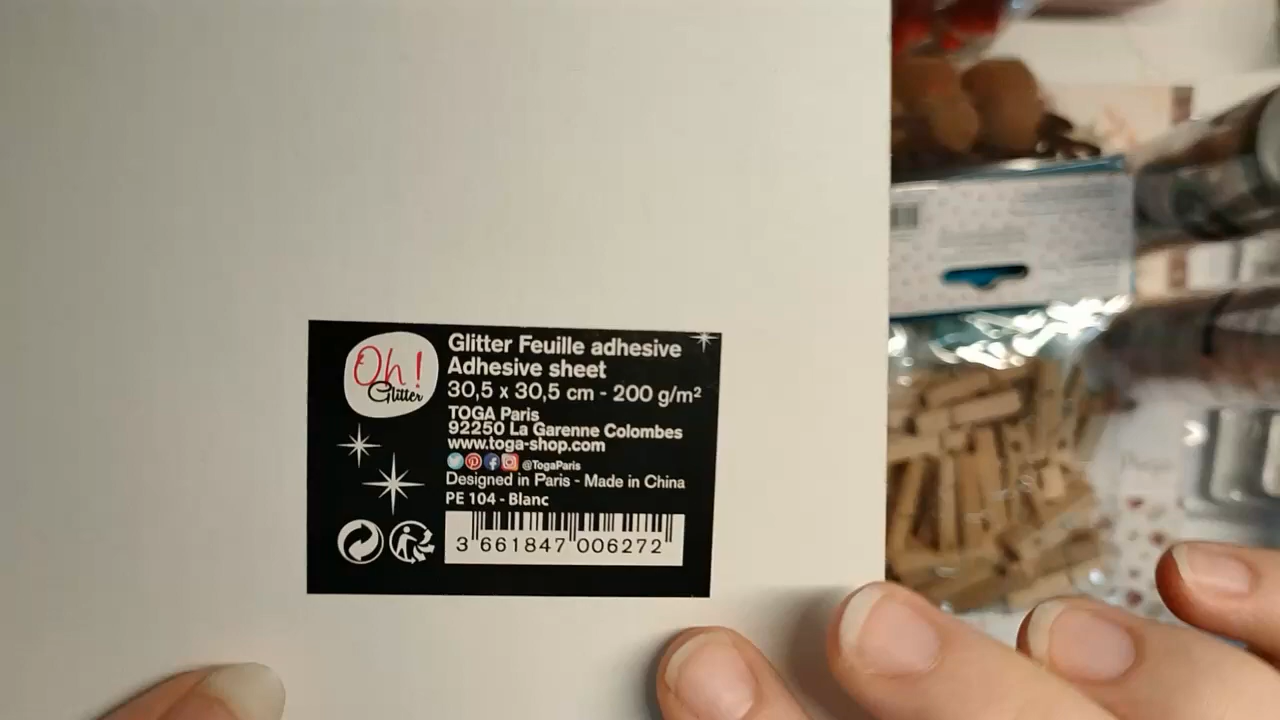 Oh!
Glitter
Glitter Feuille adhesive
Adhesive sheet
30,5 x 30,5 cm - 200 g/m²
TOGA Paris
92250 La Garenne Colombes
www.toga-shop.com
@TogaParis
Designed in Paris - Made in China
PE 104 - Blanc
3 661847 006272